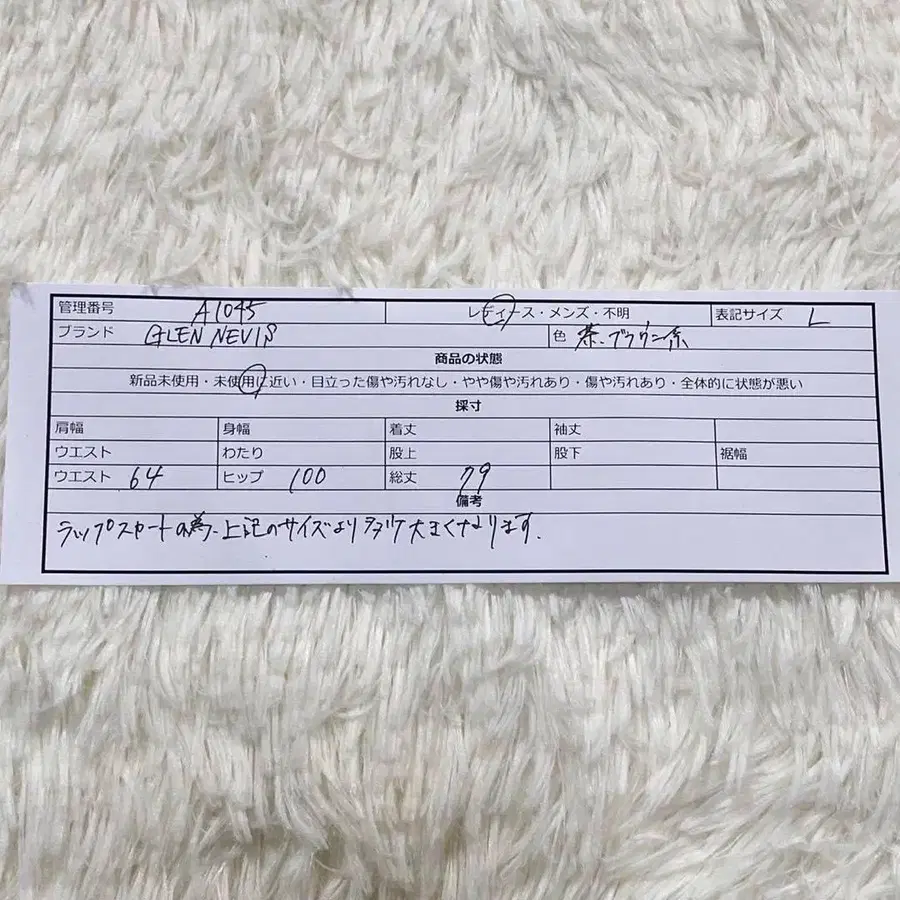 管理番号 A1045 レディース・メンズ・不明 表記サイズ L
ブランド GLEN NEVIS 色 茶、ブラウン系
商品の状態
新品未使用・未使用に近い・目立った傷や汚れなし・やや傷や汚れあり・傷や汚れあり・全体的に状態が悪い
採寸
肩幅 身幅 着丈 袖丈
ウエスト わたり 股上 股下 裾幅
ウエスト 64 ヒップ 100 総丈 79
備考
ラップスカートの為、上記のサイズより多少大きくなります.